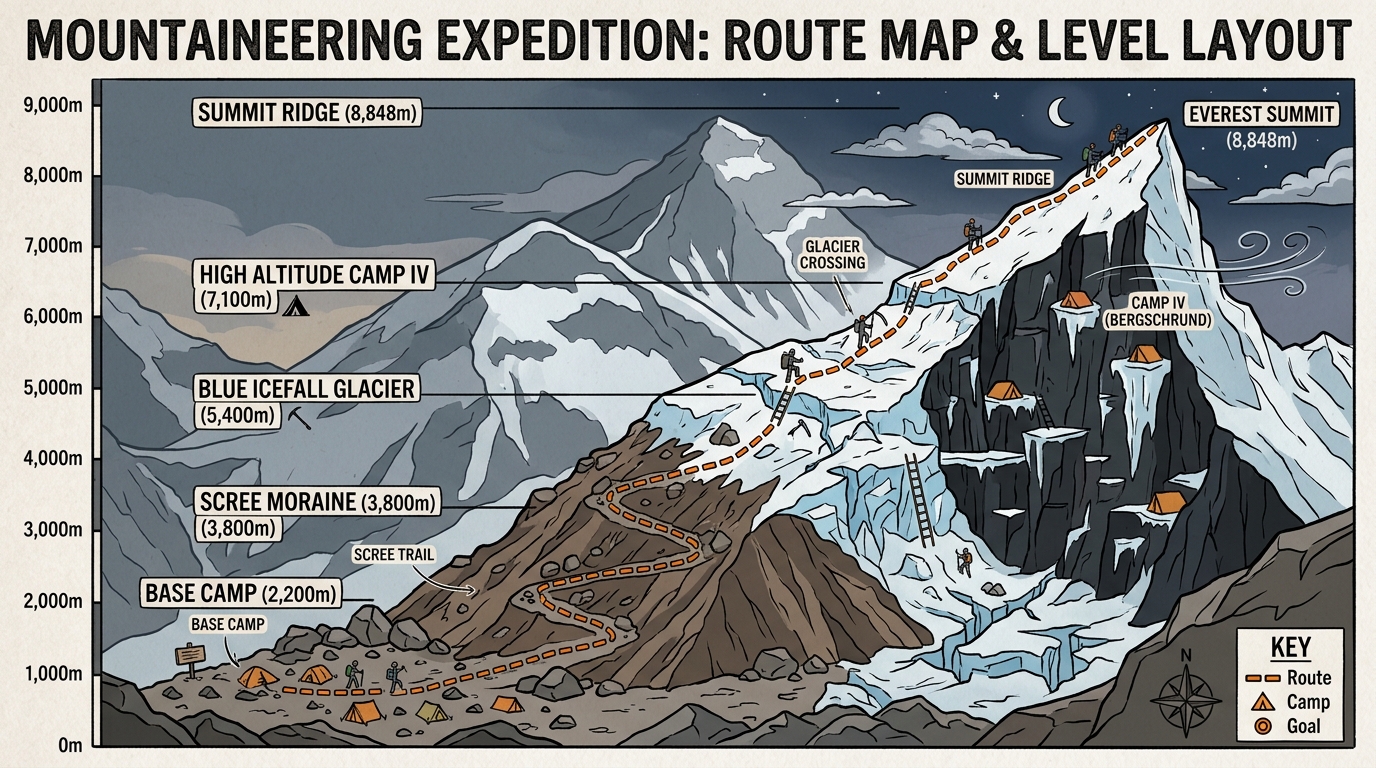 MOUNTAINEERING EXPEDITION: ROUTE MAP & LEVEL LAYOUT
9,000m
8,000m
7,000m
6,000m
5,000m
4,000m
3,000m
2,000m
1,000m
0m
SUMMIT RIDGE (8,848m)
EVEREST SUMMIT
(8,848m)
SUMMIT RIDGE
GLACIER
CROSSING
HIGH ALTITUDE CAMP IV
(7,100m)
CAMP IV
(BERGSCHRUND)
BLUE ICEFALL GLACIER
(5,400m)
SCREE MORAINE (3,800m)
(3,800m)
SCREE TRAIL
BASE CAMP (2,200m)
BASE CAMP
N
KEY
Route
Camp
Goal